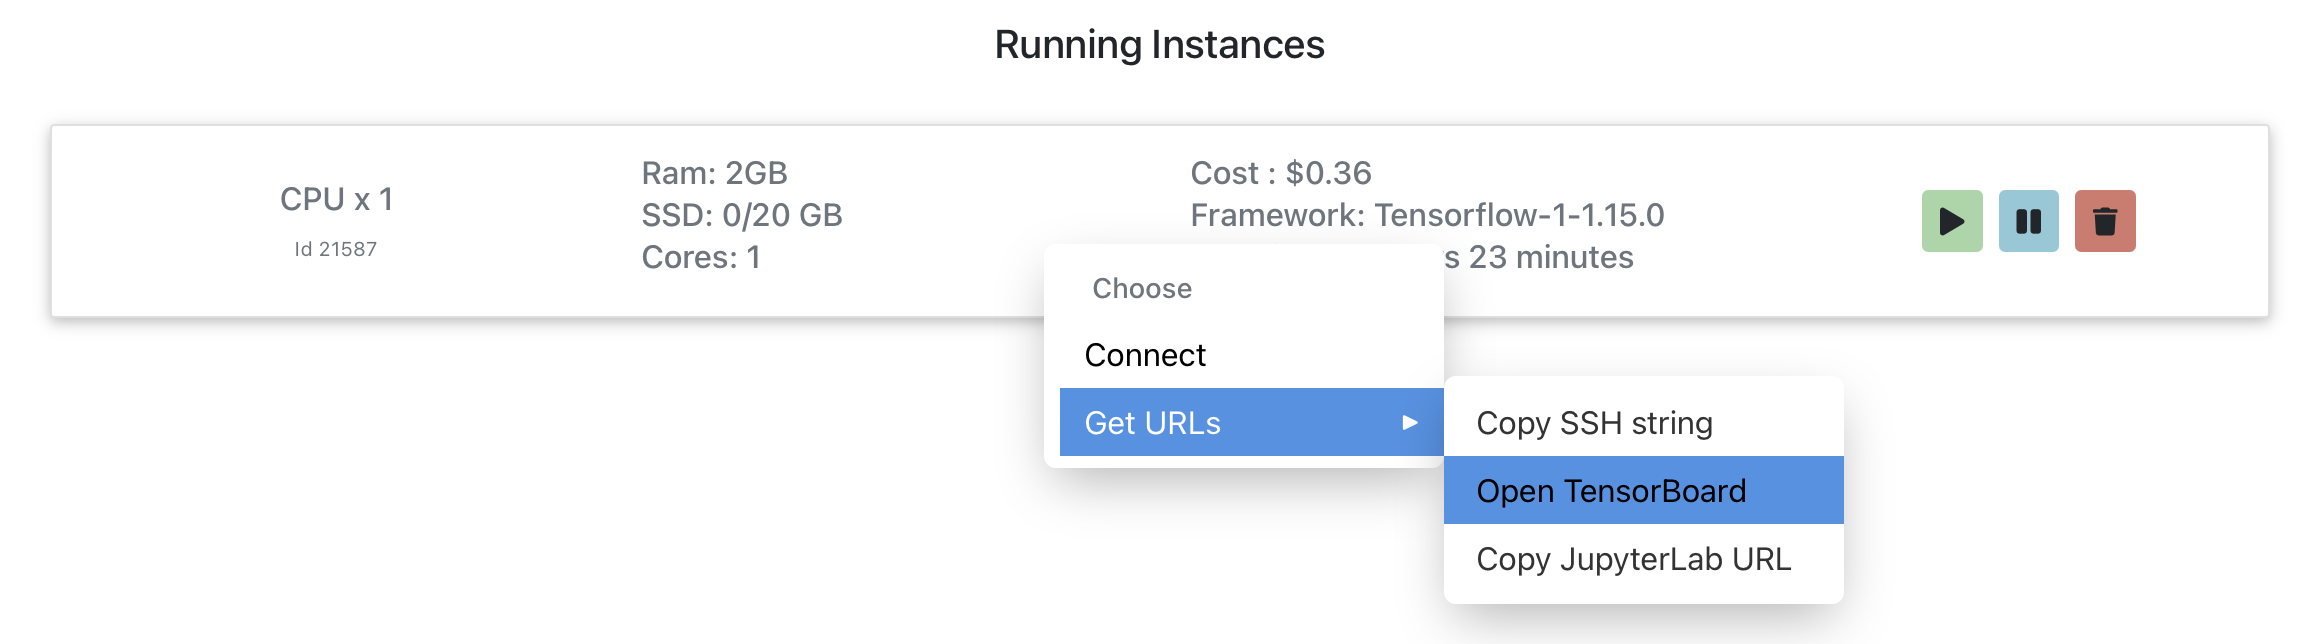 Running Instances
CPU x 1
Id 21587
Ram: 2GB
SSD: 0/20 GB
Cores: 1
Cost : $0.36
Framework: Tensorflow-1-1.15.0
23 minutes
Choose
Connect
Get URLs
Copy SSH string
Open TensorBoard
Copy JupyterLab URL